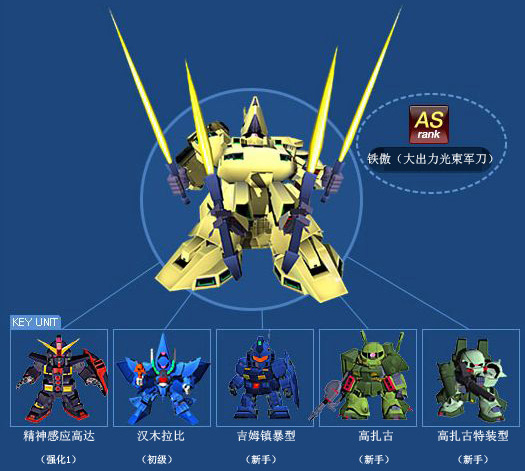 AS
rank
铁傲（大出力光束军刀）
KEY UNIT
精神感应高达
（强化1）
汉木拉比
（初级）
吉姆镇暴型
（新手）
高扎古
（新手）
高扎古特装型
（新手）